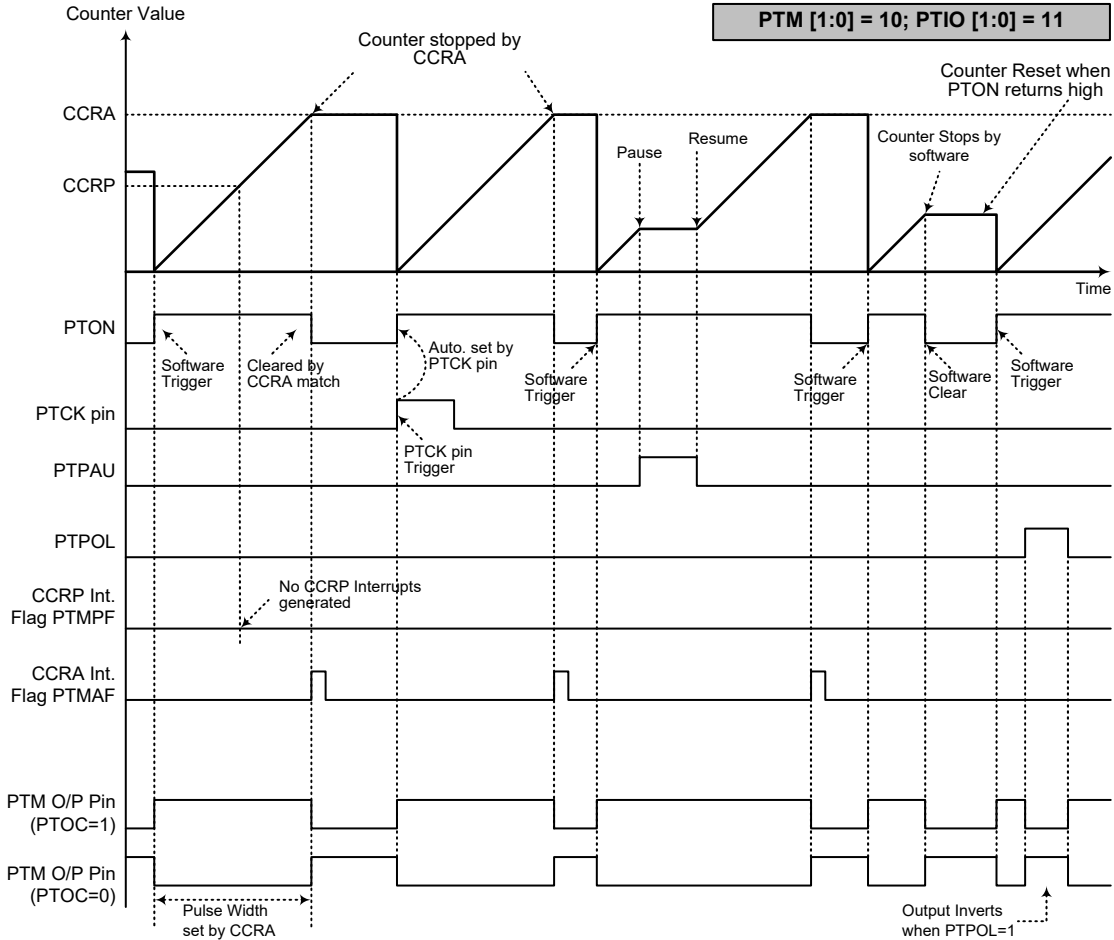 Counter Value
PTM [1:0] = 10; PTIO [1:0] = 11
Counter stopped by
CCRA
Counter Reset when
PTON returns high
CCRA
Pause
Resume
Counter Stops by
software
CCRP
Time
PTON
Software
Trigger
Cleared by
CCRA match
Auto. set by
PTCK pin
Software
Trigger
Software
Trigger
Software
Clear
Software
Trigger
PTCK pin
PTCK pin
Trigger
PTPAU
PTPOL
CCRP Int.
Flag PTMPF
No CCRP Interrupts
generated
CCRA Int.
Flag PTMAF
PTM O/P Pin
(PTOC=1)
PTM O/P Pin
(PTOC=0)
Pulse Width
set by CCRA
Output Inverts
when PTPOL=1